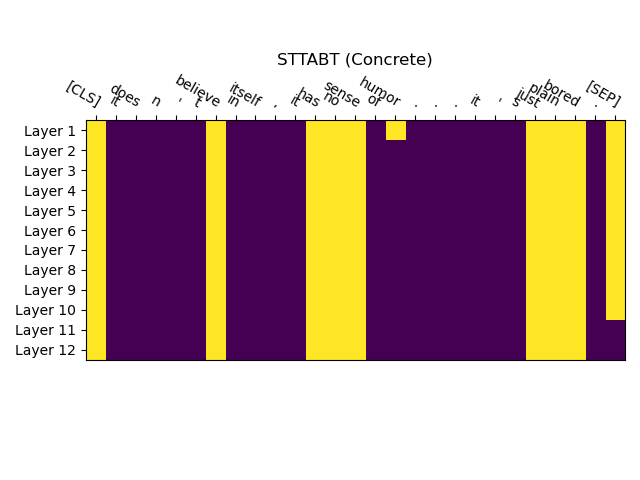 STTABT (Concrete)
[CLS] it does n ' t believe in itself , it has no sense of humor . . . it ' s just plain bored . [SEP]
Layer 1
Layer 2
Layer 3
Layer 4
Layer 5
Layer 6
Layer 7
Layer 8
Layer 9
Layer 10
Layer 11
Layer 12